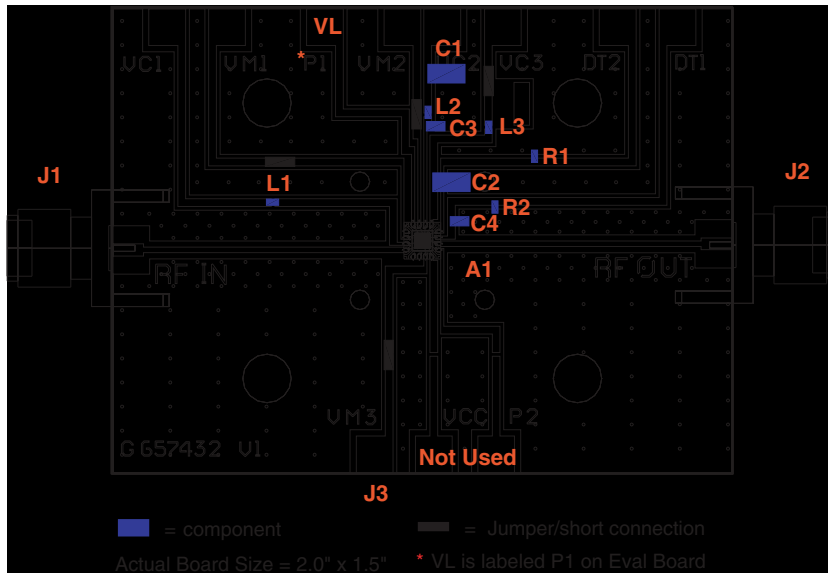 VL
C1
VC1 VM1 P1 VM2 VC2 VC3 DT2 DT1
*
L2
C3 L3
R1
J1 L1 C2 J2
R2
C4
A1
RF IN RF OUT
VM3 VCC P2
GG57432 V1
Not Used
J3
= component = Jumper/short connection
Actual Board Size = 2.0" x 1.5" * VL is labeled P1 on Eval Board